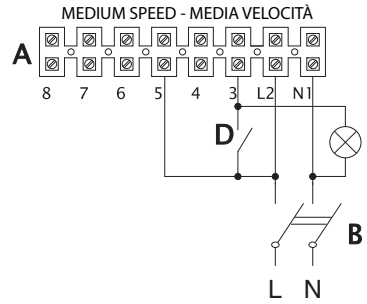 MEDIUM SPEED - MEDIA VELOCITÀ
A
8 7 6 5 4 3 L2 N1
D
B
L N